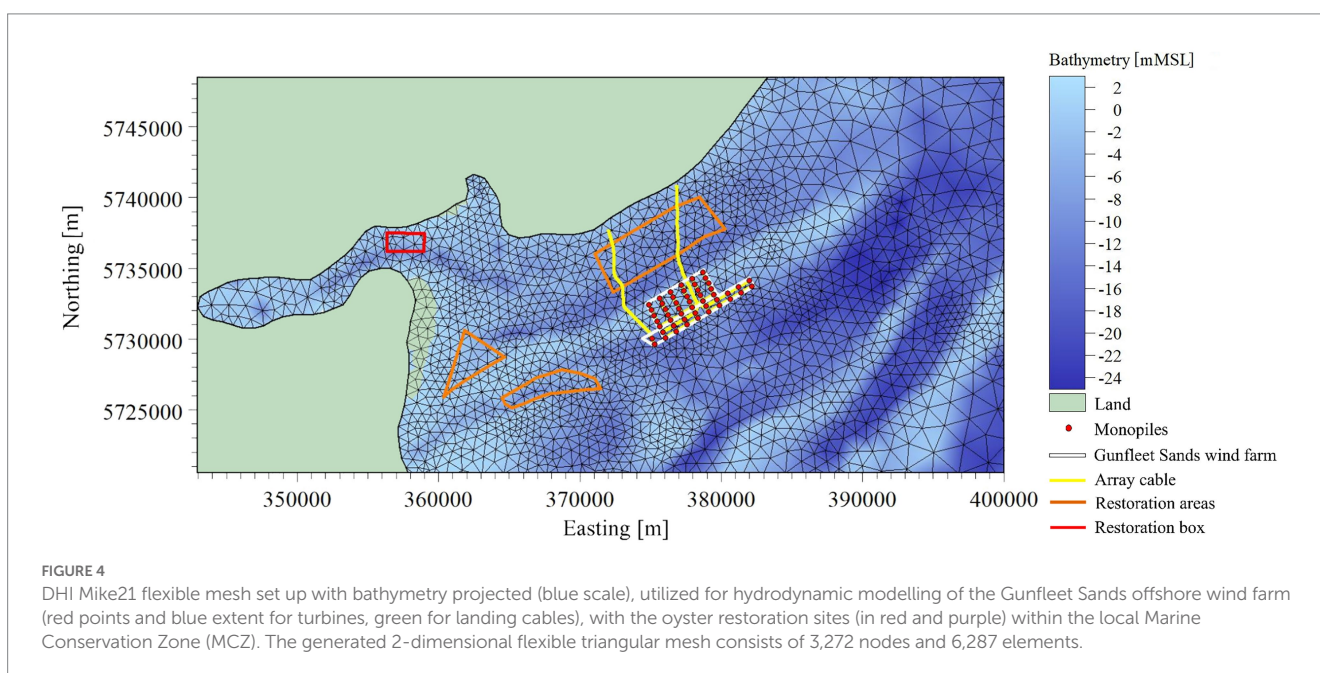 Bathymetry [mMSL]
2
0
-2
-4
-6
-8
-10
-12
-14
-16
-18
-20
-22
-24
Land
Monopiles
Gunfleet Sands wind farm
Array cable
Restoration areas
Restoration box
Northing [m]
5745000
5740000
5735000
5730000
5725000
350000 360000 370000 380000 390000 400000
Easting [m]
FIGURE 4
DHI Mike21 flexible mesh set up with bathymetry projected (blue scale), utilized for hydrodynamic modelling of the Gunfleet Sands offshore wind farm
(red points and blue extent for turbines, green for landing cables), with the oyster restoration sites (in red and purple) within the local Marine
Conservation Zone (MCZ). The generated 2-dimensional flexible triangular mesh consists of 3,272 nodes and 6,287 elements.